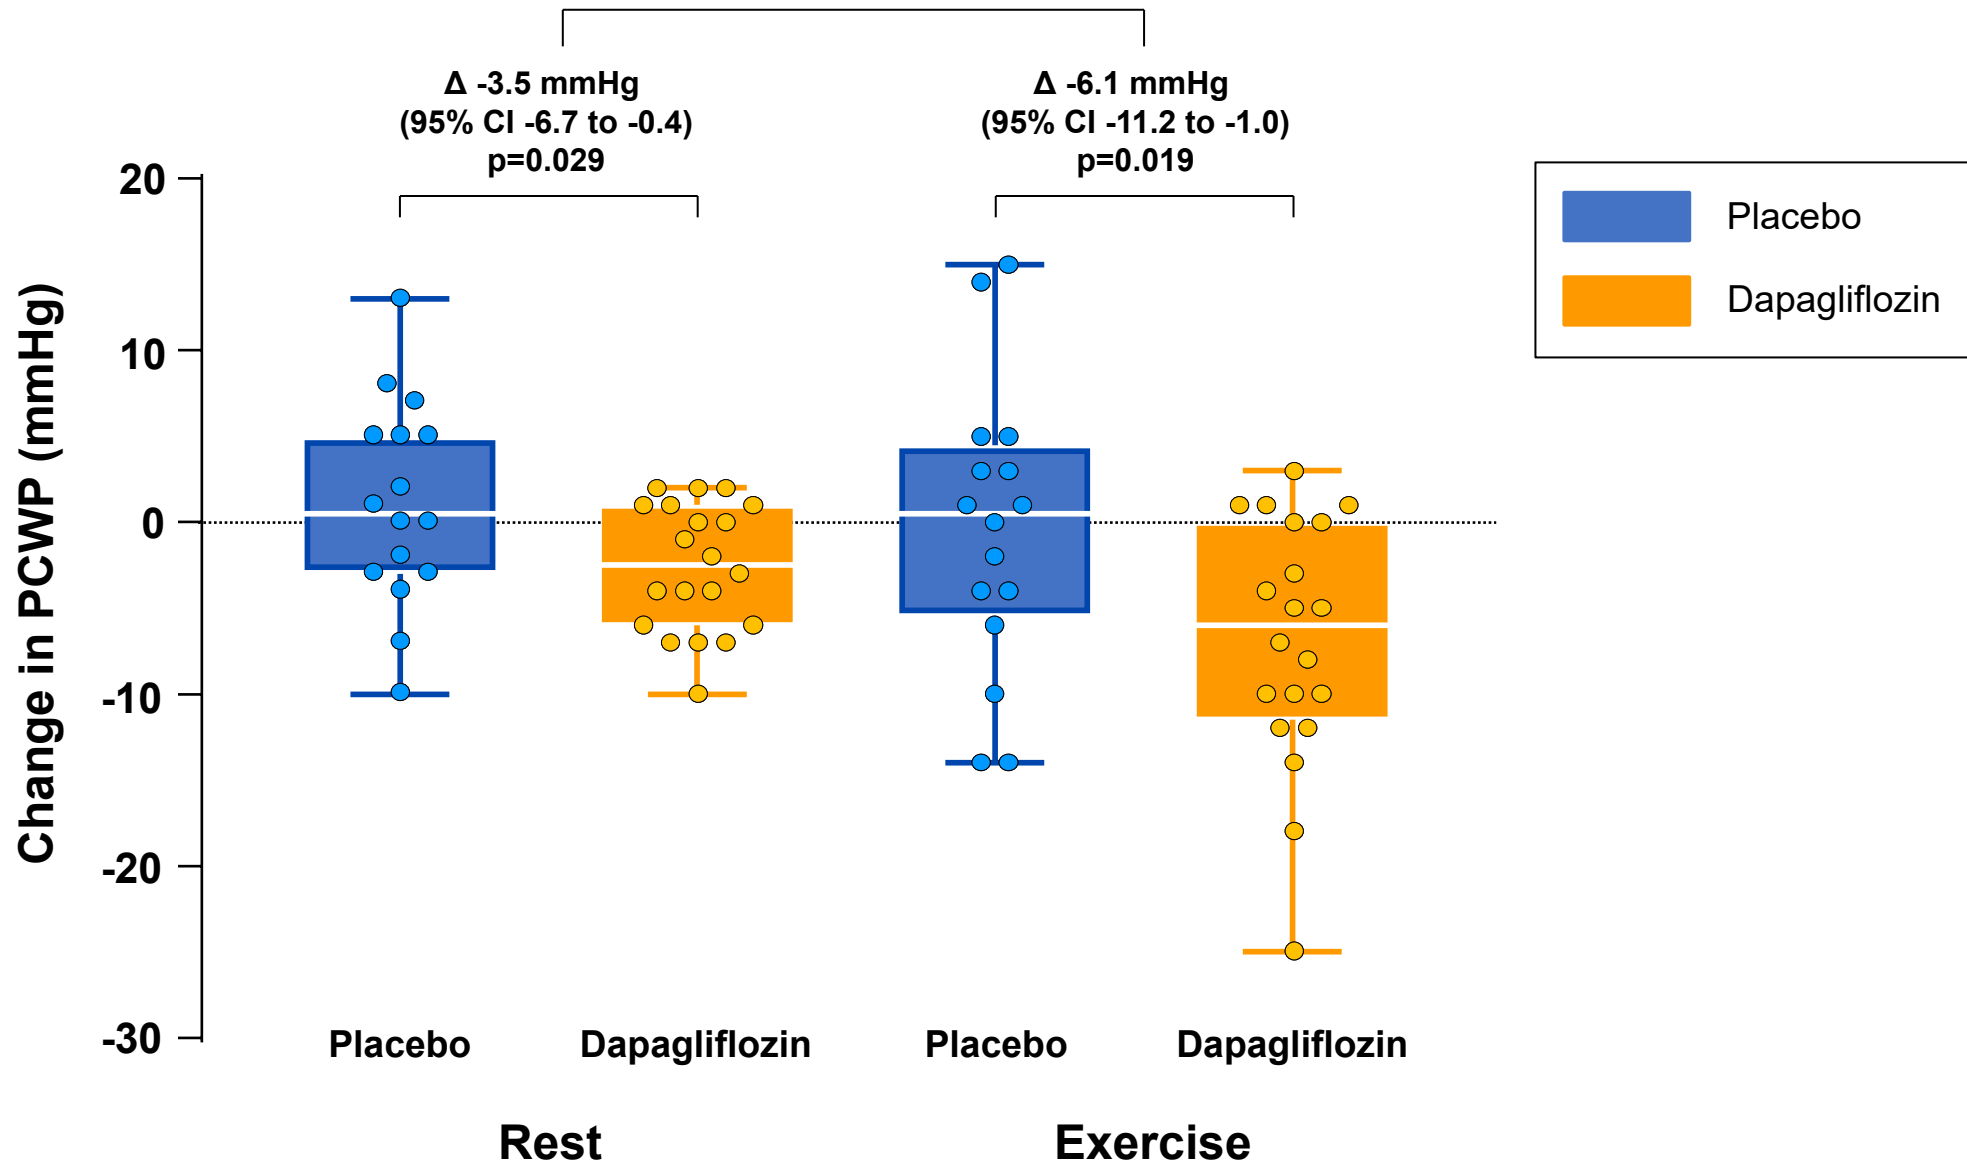 Δ -3.5 mmHg
(95% CI -6.7 to -0.4)
p=0.029
Δ -6.1 mmHg
(95% CI -11.2 to -1.0)
p=0.019
Placebo
Dapagliflozin
Change in PCWP (mmHg)
20
10
0
-10
-20
-30
Placebo
Dapagliflozin
Placebo
Dapagliflozin
Rest
Exercise